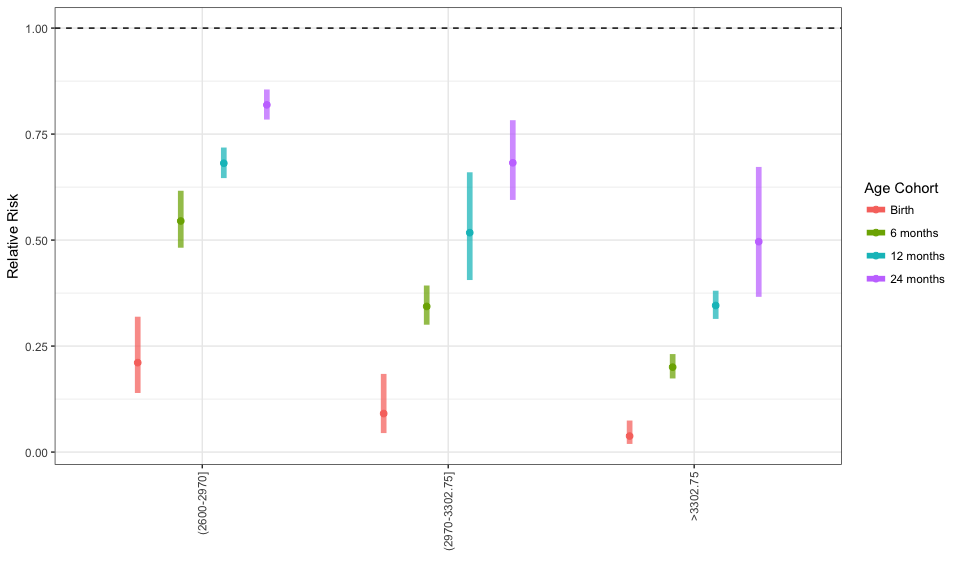 1.00
0.75
0.50
0.25
0.00
Relative Risk
(2600-2970]
(2970-3302.75]
>3302.75
Age Cohort
Birth
6 months
12 months
24 months